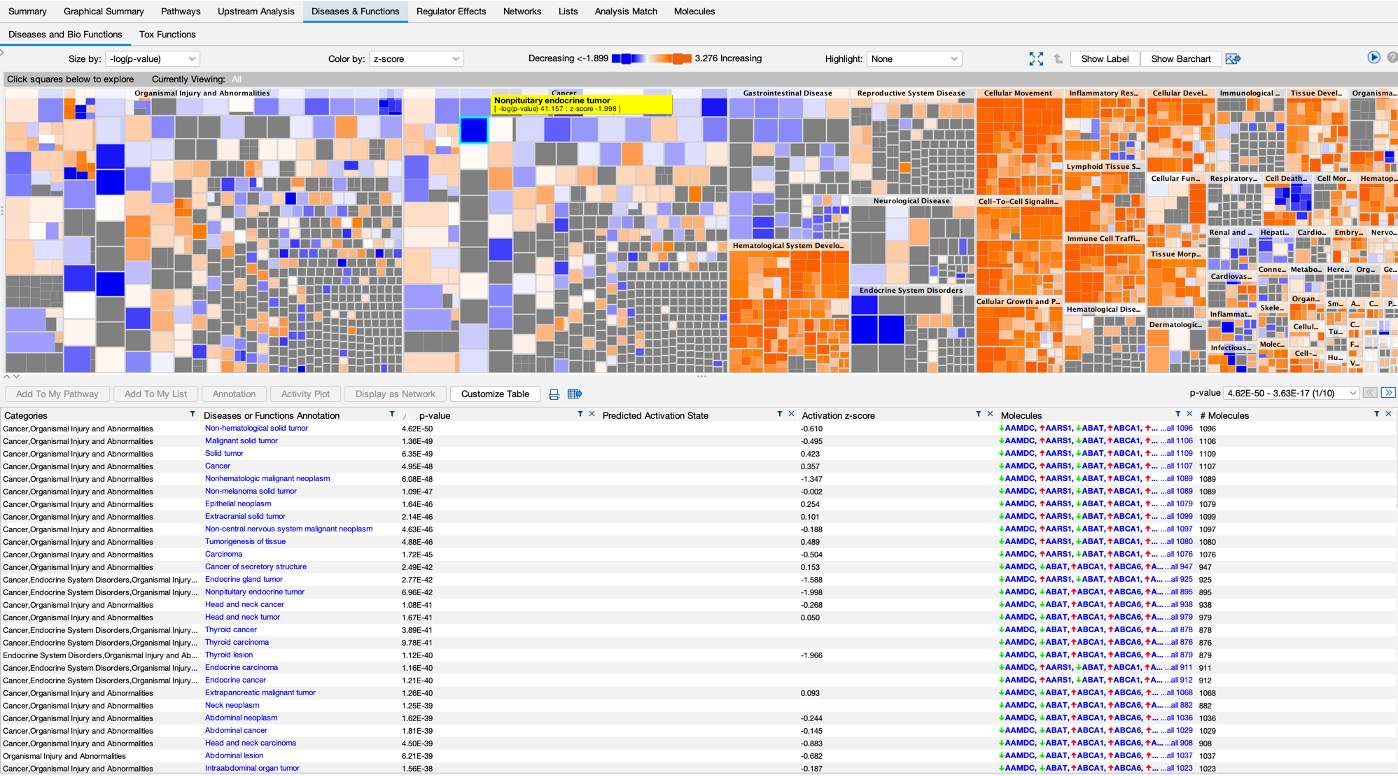 Summary Graphical Summary Pathways Upstream Analysis Diseases & Functions Regulator Effects Networks Lists Analysis Match Molecules
Diseases and Bio Functions Tox Functions
Size by: -log(p-value) Color by: z-score Decreasing <-1.899 3.276 Increasing Highlight: None Show Label Show Barchart
Click squares below to explore Currently Viewing: All
Organismal Injury and Abnormalities Cancer Gastrointestinal Disease Reproductive System Disease Cellular Movement Inflammatory Res... Cellular Devel... Immunological ... Tissue Devel... Organisma...
Nonpituitary endocrine tumor
[ -log(p-value) 41.157 : z-score -1.998 ]
Lymphoid Tissue S...
Cellular Fun... Respiratory... Cell Death... Cell Mor... Hematop...
Neurological Disease Cell-To-Cell Signalin...
Renal and ... Hepati... Cardio... Embry... Nervo...
Hematological System Develo... Immune Cell Traffi...
Tissue Morp...
Conne... Metabo... Here... Org... Ge...
Cardiovas...
Endocrine System Disorders Cellular Growth and P... Organ... Sm... A... C... P...
Hematological Dise... Inflammat... Skele...
Dermatologic... Cellul... Tu... C...
Infectious... Molec... Cell-... Hu... F...
V...
Add To My Pathway Add To My List Annotation Activity Plot Display as Network Customize Table p-value 4.62E-50 - 3.63E-17 (1/10)
Categories Diseases or Functions Annotation p-value Predicted Activation State Activation z-score Molecules # Molecules
Cancer,Organismal Injury and Abnormalities Non-hematological solid tumor 4.62E-50 -0.610 AAMDC, AARS1, ABAT, ABCA1, ... ...all 1096 1096
Cancer,Organismal Injury and Abnormalities Malignant solid tumor 1.36E-49 -0.495 AAMDC, AARS1, ABAT, ABCA1, ... ...all 1106 1106
Cancer,Organismal Injury and Abnormalities Solid tumor 6.35E-49 0.423 AAMDC, AARS1, ABAT, ABCA1, ... ...all 1109 1109
Cancer,Organismal Injury and Abnormalities Cancer 4.95E-48 0.357 AAMDC, AARS1, ABAT, ABCA1, ... ...all 1107 1107
Cancer,Organismal Injury and Abnormalities Nonhematologic malignant neoplasm 6.08E-48 -1.347 AAMDC, AARS1, ABAT, ABCA1, ... ...all 1089 1089
Cancer,Organismal Injury and Abnormalities Non-melanoma solid tumor 1.09E-47 -0.002 AAMDC, AARS1, ABAT, ABCA1, ... ...all 1089 1089
Cancer,Organismal Injury and Abnormalities Epithelial neoplasm 1.64E-46 0.254 AAMDC, AARS1, ABAT, ABCA1, ... ...all 1079 1079
Cancer,Organismal Injury and Abnormalities Extracranial solid tumor 2.14E-46 0.101 AAMDC, AARS1, ABAT, ABCA1, ... ...all 1099 1099
Cancer,Organismal Injury and Abnormalities Non-central nervous system malignant neoplasm 4.63E-46 -0.188 AAMDC, AARS1, ABAT, ABCA1, ... ...all 1097 1097
Cancer,Organismal Injury and Abnormalities Tumorigenesis of tissue 4.88E-46 0.489 AAMDC, AARS1, ABAT, ABCA1, ... ...all 1080 1080
Cancer,Organismal Injury and Abnormalities Carcinoma 1.72E-45 -0.504 AAMDC, AARS1, ABAT, ABCA1, ... ...all 1076 1076
Cancer,Organismal Injury and Abnormalities Cancer of secretory structure 2.49E-42 0.153 AAMDC, ABAT, ABCA1, ABCA6, A... ...all 947 947
Cancer,Endocrine System Disorders,Organismal Injury... Endocrine gland tumor 2.77E-42 -1.588 AAMDC, AARS1, ABAT, ABCA1, ... ...all 925 925
Cancer,Endocrine System Disorders,Organismal Injury... Nonpituitary endocrine tumor 6.96E-42 -1.998 AAMDC, ABAT, ABCA1, ABCA6, A... ...all 895 895
Cancer,Organismal Injury and Abnormalities Head and neck cancer 1.08E-41 -0.268 AAMDC, ABAT, ABCA1, ABCA6, A... ...all 938 938
Cancer,Organismal Injury and Abnormalities Head and neck tumor 1.67E-41 0.050 AAMDC, ABAT, ABCA1, ABCA6, A... ...all 979 979
Cancer,Endocrine System Disorders,Organismal Injury... Thyroid cancer 3.89E-41 AAMDC, ABAT, ABCA1, ABCA6, A... ...all 878 878
Cancer,Endocrine System Disorders,Organismal Injury... Thyroid carcinoma 9.78E-41 AAMDC, ABAT, ABCA1, ABCA6, A... ...all 876 876
Endocrine System Disorders,Organismal Injury and Ab... Thyroid lesion 1.12E-40 -1.966 AAMDC, ABAT, ABCA1, ABCA6, A... ...all 879 879
Cancer,Endocrine System Disorders,Organismal Injury... Endocrine carcinoma 1.16E-40 AAMDC, AARS1, ABAT, ABCA1, ... ...all 911 911
Cancer,Endocrine System Disorders,Organismal Injury... Endocrine cancer 1.21E-40 AAMDC, AARS1, ABAT, ABCA1, ... ...all 912 912
Cancer,Organismal Injury and Abnormalities Extrapancreatic malignant tumor 1.26E-40 0.093 AAMDC, ABAT, ABCA1, ABCA6, ... ...all 1068 1068
Cancer,Organismal Injury and Abnormalities Neck neoplasm 1.25E-39 AAMDC, ABAT, ABCA1, ABCA6, A... ...all 882 882
Cancer,Organismal Injury and Abnormalities Abdominal neoplasm 1.62E-39 -0.244 AAMDC, ABAT, ABCA1, ABCA6, ... ...all 1036 1036
Cancer,Organismal Injury and Abnormalities Abdominal cancer 1.81E-39 -0.145 AAMDC, ABAT, ABCA1, ABCA6, ... ...all 1029 1029
Cancer,Organismal Injury and Abnormalities Head and neck carcinoma 4.50E-39 -0.883 AAMDC, ABAT, ABCA1, ABCA6, A... ...all 908 908
Organismal Injury and Abnormalities Abdominal lesion 6.21E-39 -0.682 AAMDC, ABAT, ABCA1, ABCA6, ... ...all 1037 1037
Cancer,Organismal Injury and Abnormalities Intraabdominal organ tumor 1.56E-38 -0.187 AAMDC, ABAT, ABCA1, ABCA6, ... ...all 1023 1023